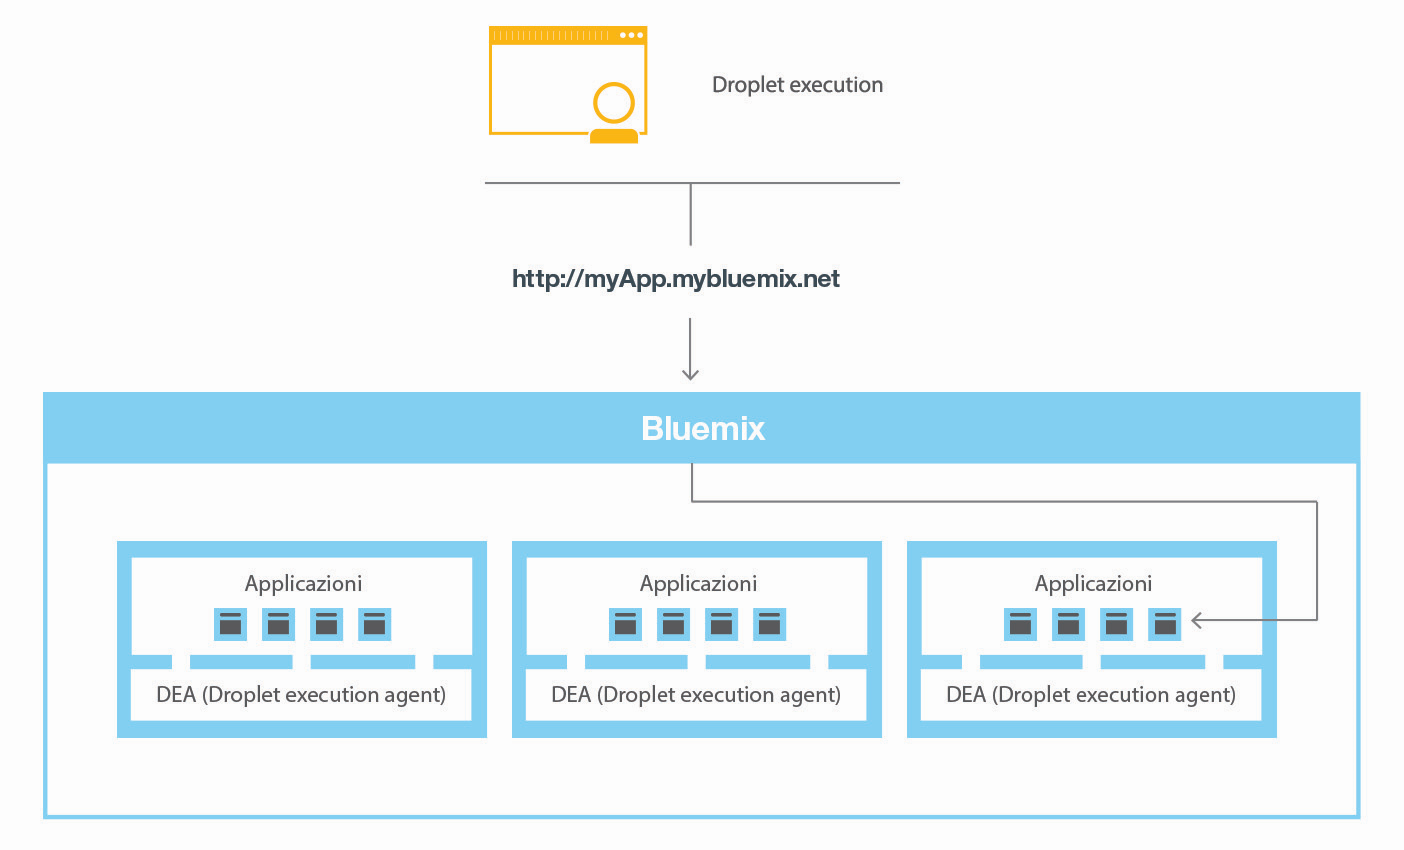 Droplet execution
http://myApp.mybluemix.net
Bluemix
Applicazioni
DEA (Droplet execution agent)
Applicazioni
DEA (Droplet execution agent)
Applicazioni
DEA (Droplet execution agent)